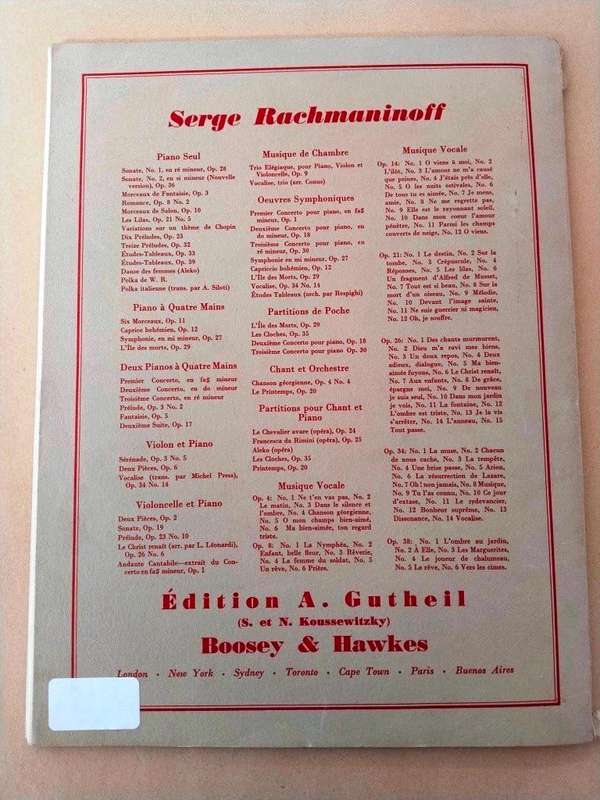 Serge Rachmaninoff
Piano Seul
Sonate, No. 1, en ré mineur, Op. 28
Sonate, No. 2, en si mineur (Nouvelle
version), Op. 36
Morceaux de Fantaisie, Op. 3
Romance, Op. 8 No. 2
Morceaux de Salon, Op. 10
Les Lilas, Op. 21 No. 5
Variations sur un thème de Chopin
Dix Préludes, Op. 23
Treize Préludes, Op. 32
Études-Tableaux, Op. 33
Études-Tableaux, Op. 39
Danse des femmes (Aleko)
Polka de W. R.
Polka italienne (trans. par A. Siloti)
Piano à Quatre Mains
Six Morceaux, Op. 11
Caprice bohémien, Op. 12
Symphonie, en mi mineur, Op. 27
L'île des morts, Op. 29
Deux Pianos à Quatre Mains
Premier Concerto, en fa♯ mineur
Deuxième Concerto, en do mineur
Troisième Concerto, en ré mineur
Prélude, Op. 3 No. 2
Fantaisie, Op. 5
Deuxième Suite, Op. 17
Violon et Piano
Sérénade, Op. 3 No. 5
Deux Pièces, Op. 6
Vocalise (trans. par Michel Press),
Op. 34 No. 14
Violoncelle et Piano
Deux Pièces, Op. 2
Sonate, Op. 19
Prélude, Op. 23 No. 10
Le Christ renaît (arr. par L. Léonardi),
Op. 26 No. 6
Andante Cantabile—extrait du Con-
certo en fa♯ mineur, Op. 1
Musique de Chambre
Trio Élégiaque, pour Piano, Violon et
Violoncelle, Op. 9
Vocalise, trio (arr. Conus)
Oeuvres Symphoniques
Premier Concerto pour piano, en fa♯
mineur, Op. 1
Deuxième Concerto pour piano, en
do mineur, Op. 18
Troisième Concerto pour piano, en
ré mineur, Op. 30
Symphonie en mi mineur, Op. 27
Capriccio bohémien, Op. 12
L'Île des Morts, Op. 29
Vocalise, Op. 34 No. 14
Études Tableaux (orch. par Respighi)
Partitions de Poche
L'Île des Morts, Op. 29
Les Cloches, Op. 35
Deuxième Concerto pour piano, Op. 18
Troisième Concerto pour piano Op. 30
Chant et Orchestre
Chanson géorgienne, Op. 4 No. 4
Le Printemps, Op. 20
Partitions pour Chant et
Piano
Le Chevalier avare (opéra), Op. 24
Francesca da Rimini (opéra), Op. 25
Aleko (opéra)
Les Cloches, Op. 35
Printemps, Op. 20
Musique Vocale
Op. 4: No. 1 Ne t'en vas pas, No. 2
Le matin, No. 3 Dans le silence et
l'ombre, No. 4 Chanson géorgienne,
No. 5 O mon champs bien-aimé,
No. 6 Ma bien-aimée, ton regard
triste.
Op. 8: No. 1 La Nymphéa, No. 2
Enfant, belle fleur, No. 3 Rêverie,
No. 4 La femme du soldat, No. 5
Un rêve, No. 6 Prière.
Musique Vocale
Op. 14: No. 1 O viens à moi, No. 2
L'îlôt, No. 3 L'amour ne m'a causé
que peines, No. 4 J'étais près d'elle,
No. 5 O les nuits estivales, No. 6
De tous tu es aimée, No. 7 Je mens,
amie, No. 8 Ne me regrette pas,
No. 9 Elle est le rayonnant soleil,
No. 10 Dans mon coeur l'amour
pénétre, No. 11 Parmi les champs
couverts de neige, No. 12 O viens.
Op. 21: No. 1 Le destin, No. 2 Sur la
tombe, No. 3 Crépuscule, No. 4
Réponses, No. 5 Les lilas, No. 6
Un fragment d'Alfred de Musset,
No. 7 Tout est si beau, No. 8 Sur la
mort d'un oiseau, No. 9 Mélodie,
No. 10 Devant l'image sainte,
No. 11 Ne suis guerrier ni magicien,
No. 12 Oh, je souffre.
Op. 26: No. 1 Des chants murmurent,
No. 2 Dieu m'a ravi mes biens,
No. 3 Un doux repos, No. 4 Deux
adieux, dialogue, No. 5 Ma bien-
aimée fuyons, No. 6 Le Christ renaît,
No. 7 Aux enfants, No. 8 De grâce,
épargne moi, No. 9 De nouveau
je suis seul, No. 10 Dans mon jardin
je vois, No. 11 La fontaine, No. 12
L'ombre est triste, No. 13 Je la vis
s'arrêter, No. 14 L'anneau, No. 15
Tout passe.
Op. 34: No. 1 La muse, No. 2 Chacun
de nous cache, No. 3 La tempête,
No. 4 Une brise passe, No. 5 Arion,
No. 6 La résurrection de Lazare,
No. 7 Oh! non jamais, No. 8 Musique,
No. 9 Tu l'as connu, No. 10 Ce jour
d'extase, No. 11 Le redevancier,
No. 12 Bonheur suprême, No. 13
Dissonance, No. 14 Vocalise.
Op. 38: No. 1 L'ombre au jardin,
No. 2 À Elle, No. 3 Les Marguerites,
No. 4 Le joueur de chalumeau,
No. 5 Le rêve, No. 6 Vers les cimes.
Édition A. Gutheil
(S. et N. Koussewitzky)
Boosey & Hawkes
London • New York • Sydney • Toronto • Cape Town • Paris • Buenos Aires